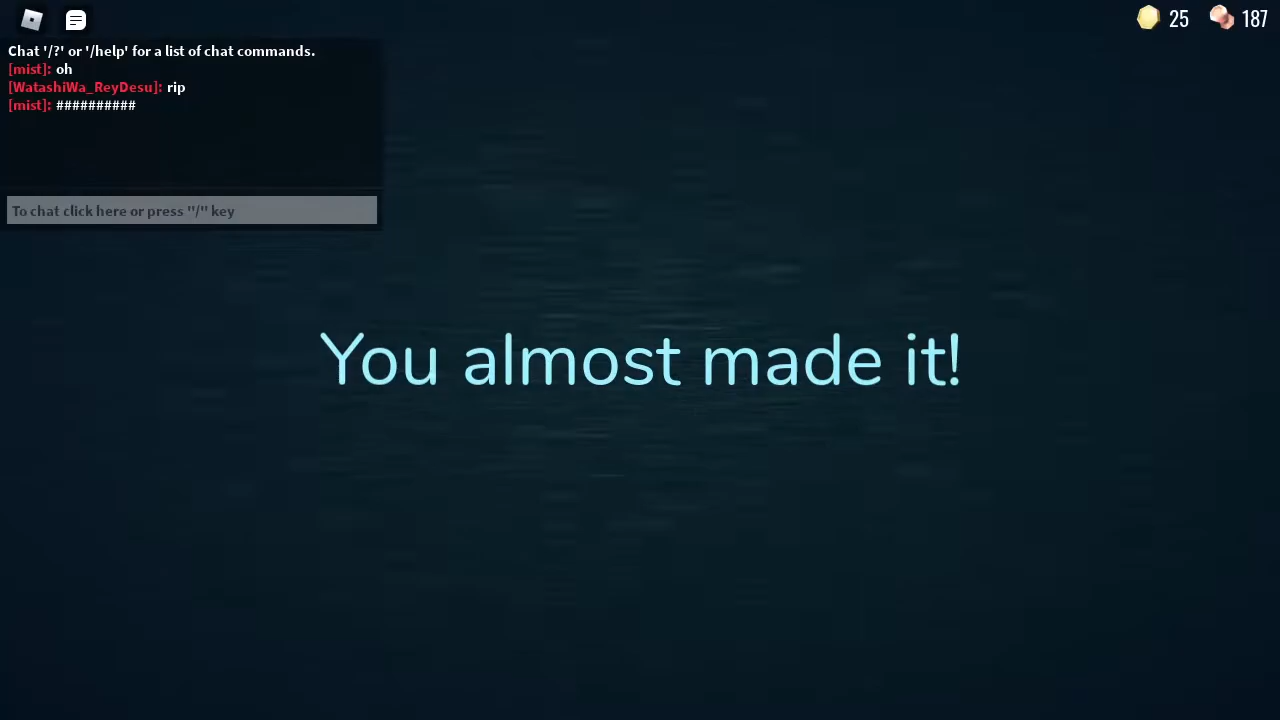 25
187
Chat '/?' or '/help' for a list of chat commands.
[mist]: oh
[WatashiWa_ReyDesu]: rip
[mist]: ##########
To chat click here or press "/" key
You almost made it!